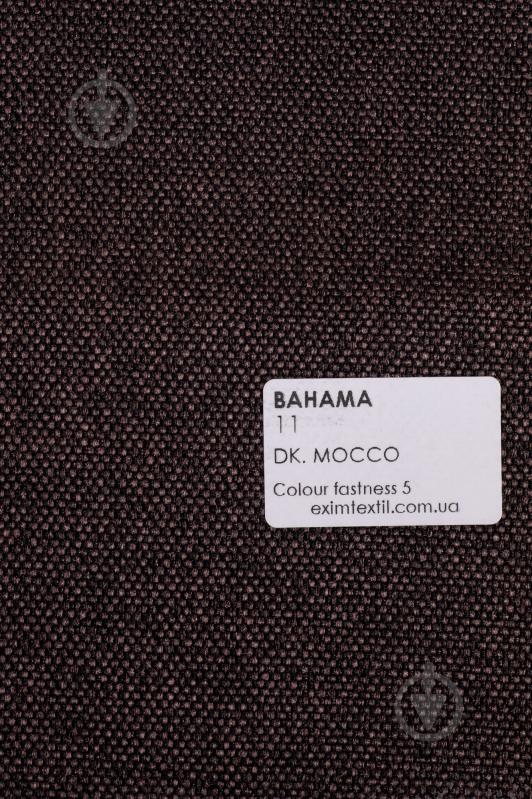 BAHAMA
11
DK. MOCCO
Colour fastness 5
eximtextil.com.ua